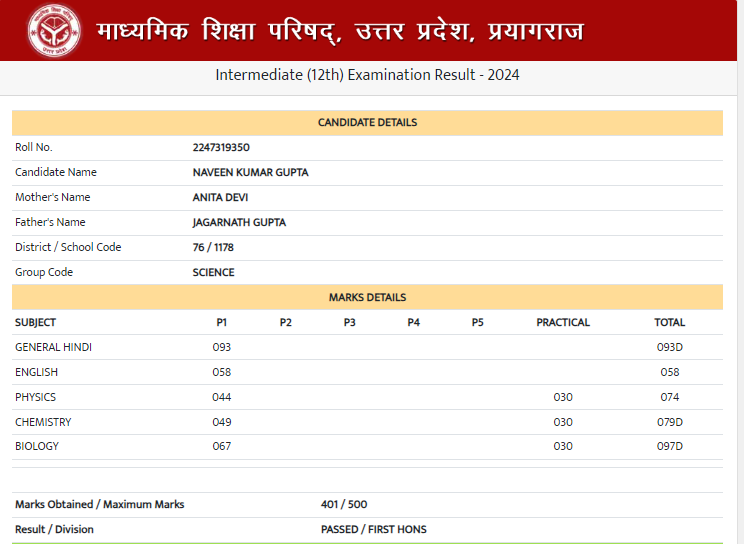 माध्यमिक शिक्षा परिषद्, उत्तर प्रदेश, प्रयागराज
Intermediate (12th) Examination Result - 2024
CANDIDATE DETAILS
Roll No. 2247319350
Candidate Name NAVEEN KUMAR GUPTA
Mother's Name ANITA DEVI
Father's Name JAGARNATH GUPTA
District / School Code 76 / 1178
Group Code SCIENCE
MARKS DETAILS
SUBJECT P1 P2 P3 P4 P5 PRACTICAL TOTAL
GENERAL HINDI 093 093D
ENGLISH 058 058
PHYSICS 044 030 074
CHEMISTRY 049 030 079D
BIOLOGY 067 030 097D
Marks Obtained / Maximum Marks 401 / 500
Result / Division PASSED / FIRST HONS